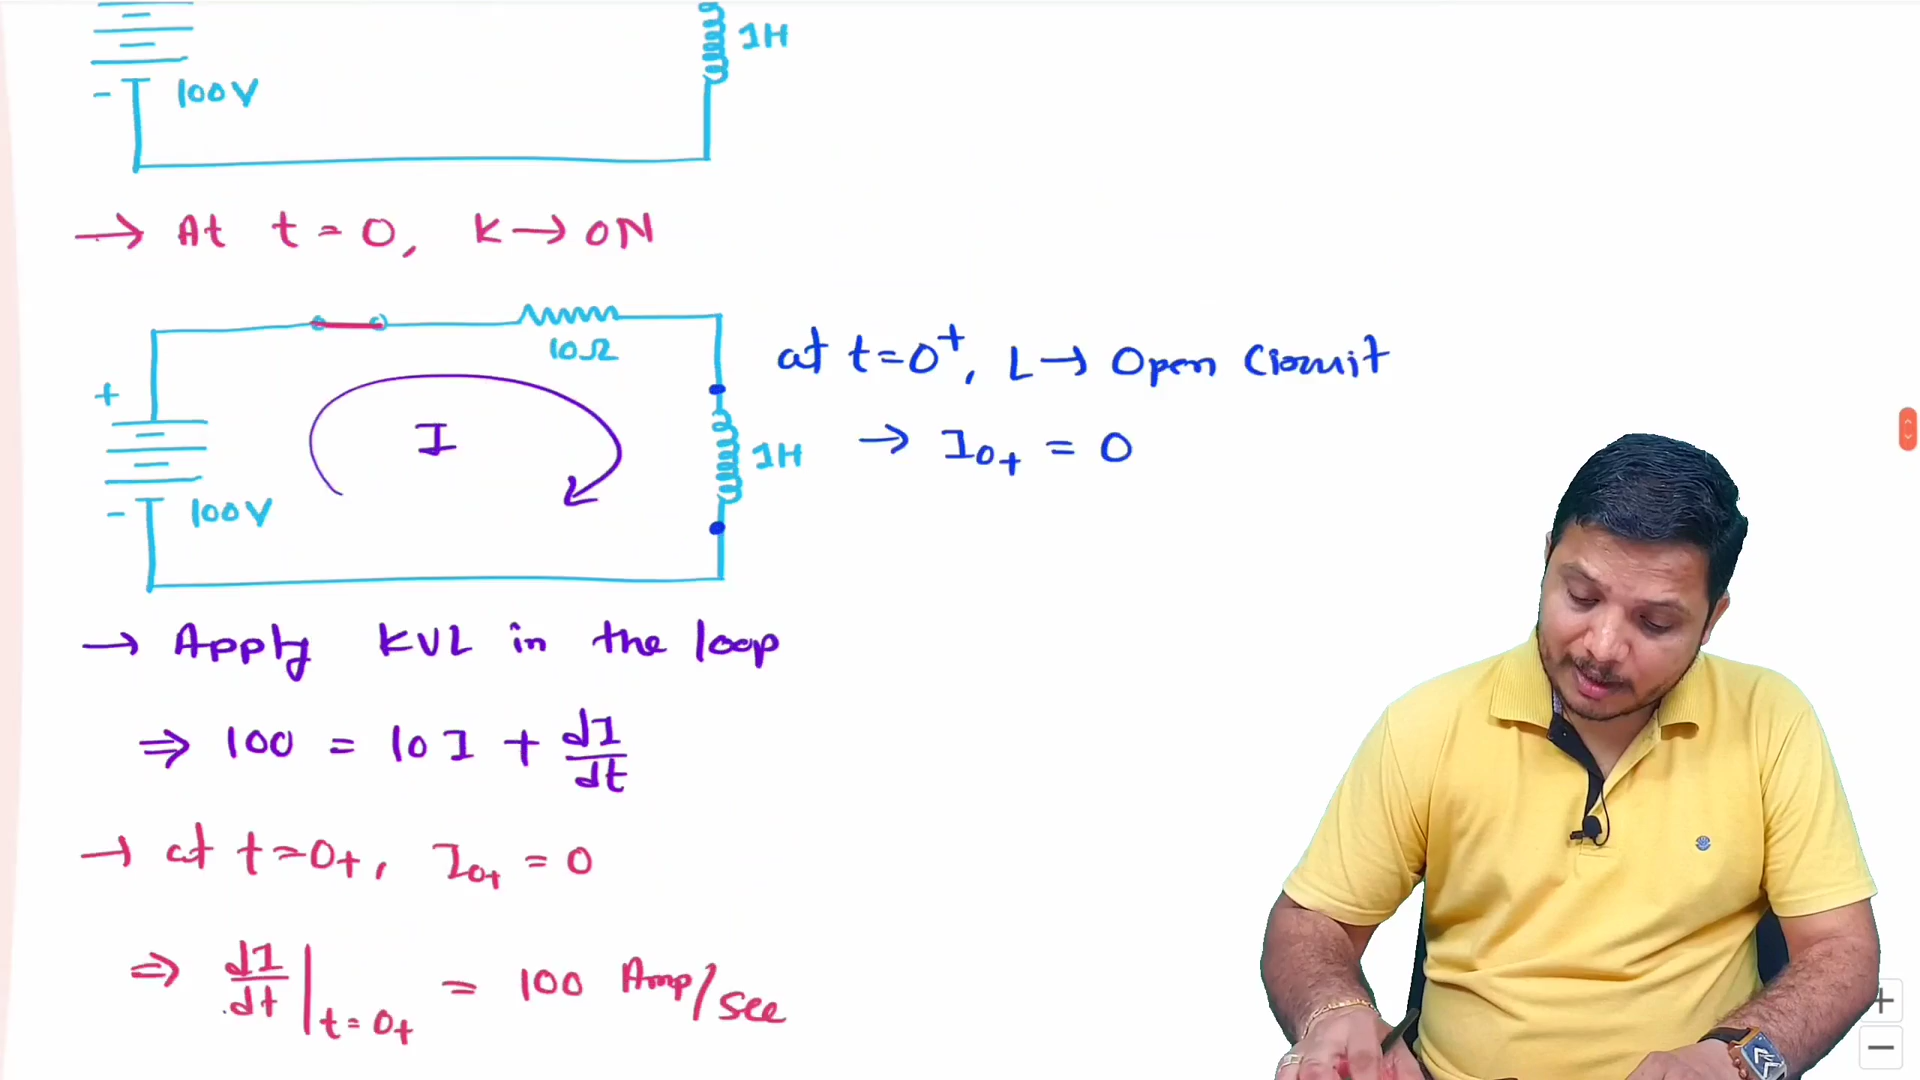 1H
- 100V
→ At t = 0, K → ON
10Ω
at t=0⁺, L → Open Circuit
+
I
→ I0+ = 0
1H
- 100V
→ Apply KVL in the loop
⇒ 100 = 10 I + dI/dt
→ at t=0+, I0+ = 0
⇒ dI/dt |t=0+ = 100 Amp/sec
+
−